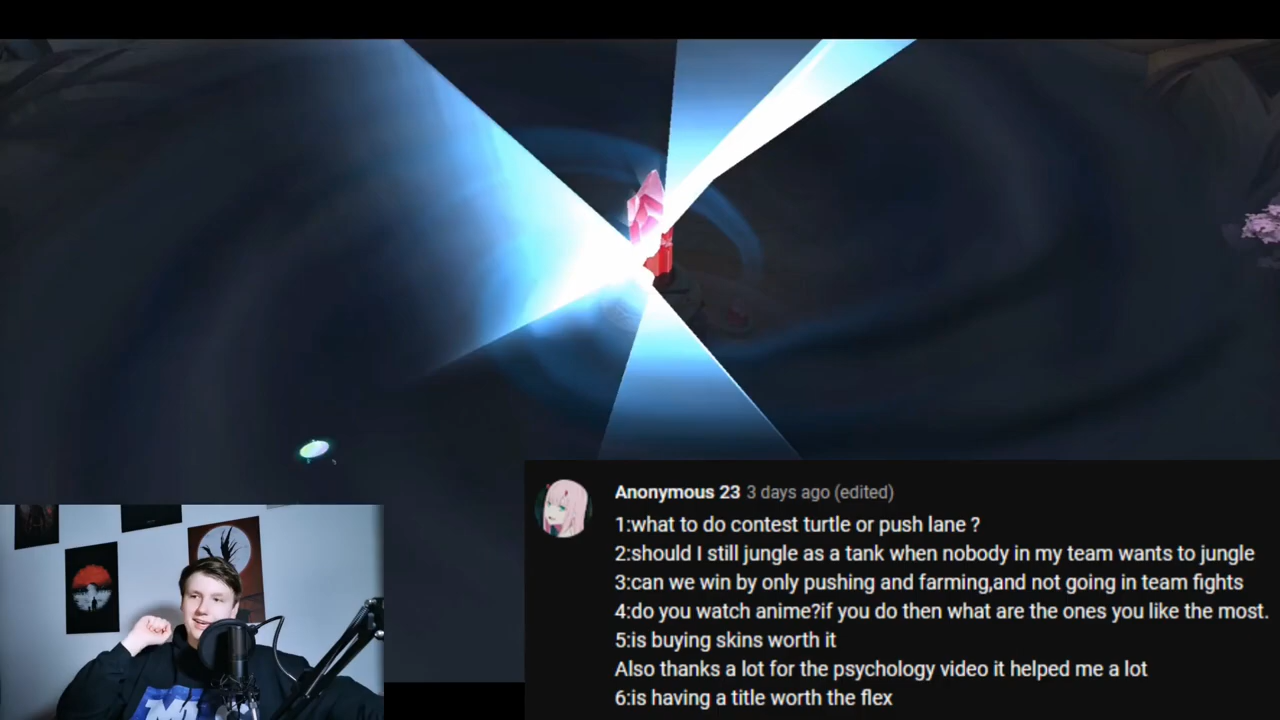 Anonymous 23 3 days ago (edited)
1:what to do contest turtle or push lane ?
2:should I still jungle as a tank when nobody in my team wants to jungle
3:can we win by only pushing and farming,and not going in team fights
4:do you watch anime?if you do then what are the ones you like the most.
5:is buying skins worth it
Also thanks a lot for the psychology video it helped me a lot
6:is having a title worth the flex